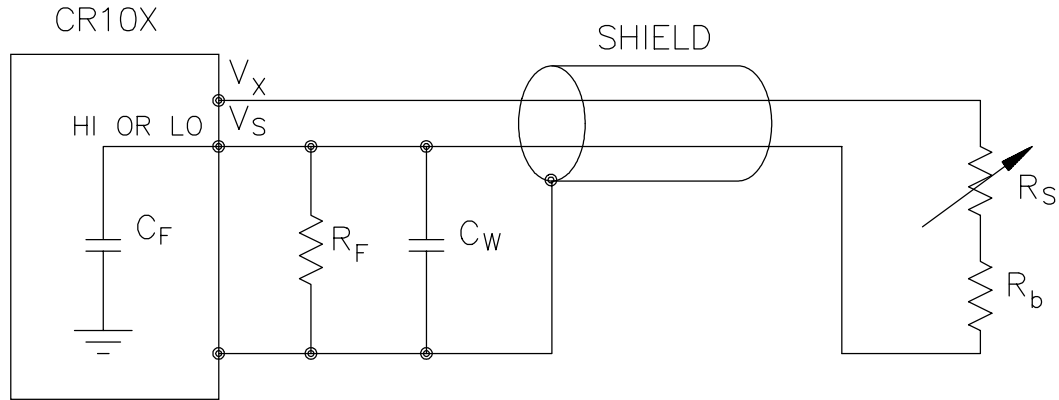 CR10X
SHIELD
VX
VS
HI OR LO
CF
RF
CW
RS
Rb